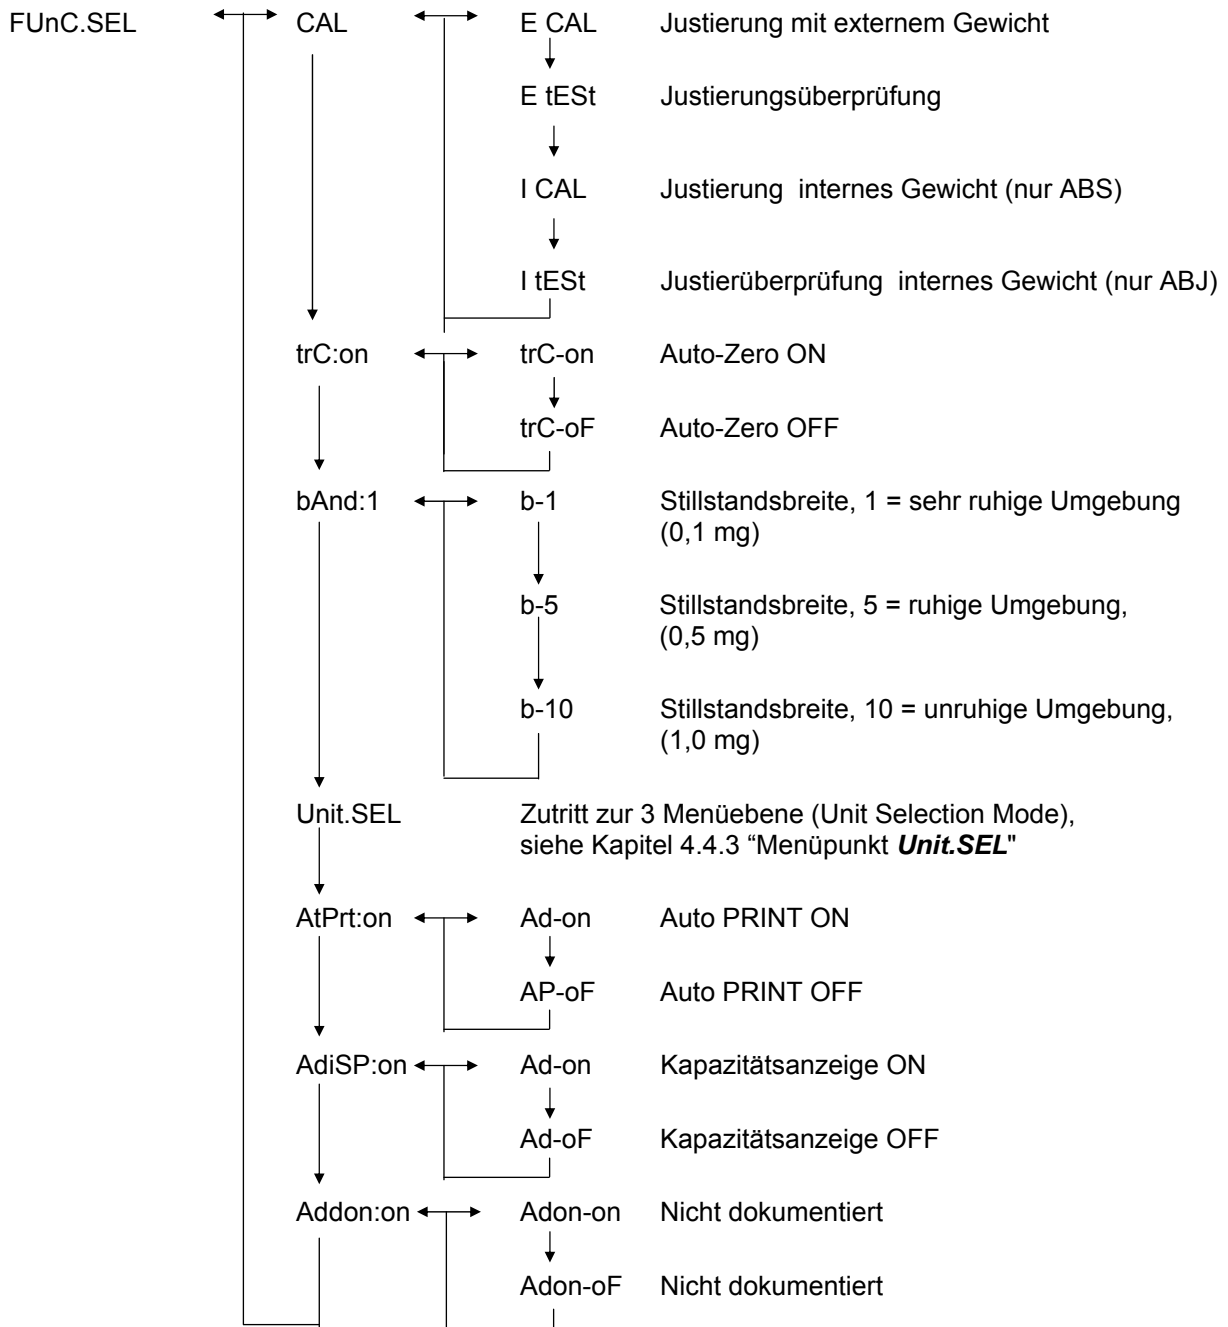 FUnC.SEL CAL E CAL Justierung mit externem Gewicht
E tESt Justierungsüberprüfung
I CAL Justierung internes Gewicht (nur ABS)
I tESt Justierüberprüfung internes Gewicht (nur ABJ)
trC:on trC-on Auto-Zero ON
trC-oF Auto-Zero OFF
bAnd:1 b-1 Stillstandsbreite, 1 = sehr ruhige Umgebung
(0,1 mg)
b-5 Stillstandsbreite, 5 = ruhige Umgebung,
(0,5 mg)
b-10 Stillstandsbreite, 10 = unruhige Umgebung,
(1,0 mg)
Unit.SEL Zutritt zur 3 Menüebene (Unit Selection Mode),
siehe Kapitel 4.4.3 “Menüpunkt Unit.SEL"
AtPrt:on Ad-on Auto PRINT ON
AP-oF Auto PRINT OFF
AdiSP:on Ad-on Kapazitätsanzeige ON
Ad-oF Kapazitätsanzeige OFF
Addon:on Adon-on Nicht dokumentiert
Adon-oF Nicht dokumentiert